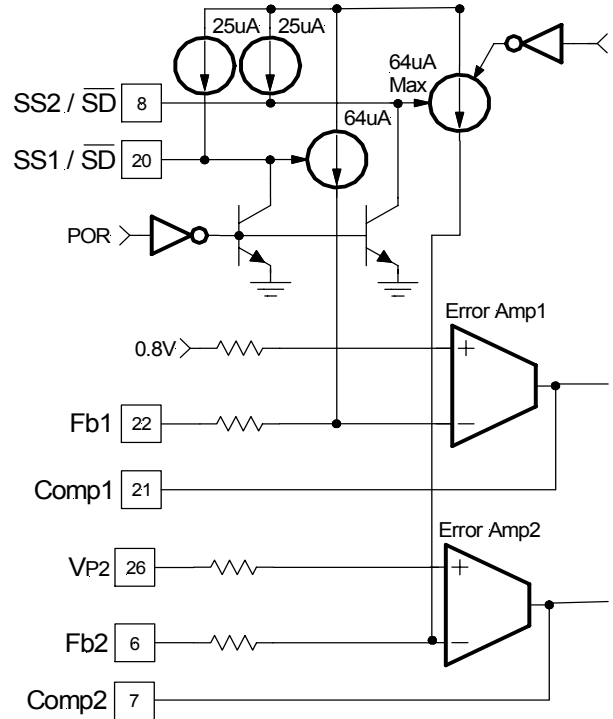 25uA 25uA
64uA
Max
SS2 / SD 8
64uA
SS1 / SD 20
POR
Error Amp1
0.8V
+
Fb1 22
−
Comp1 21
Error Amp2
VP2 26
+
Fb2 6
−
Comp2 7